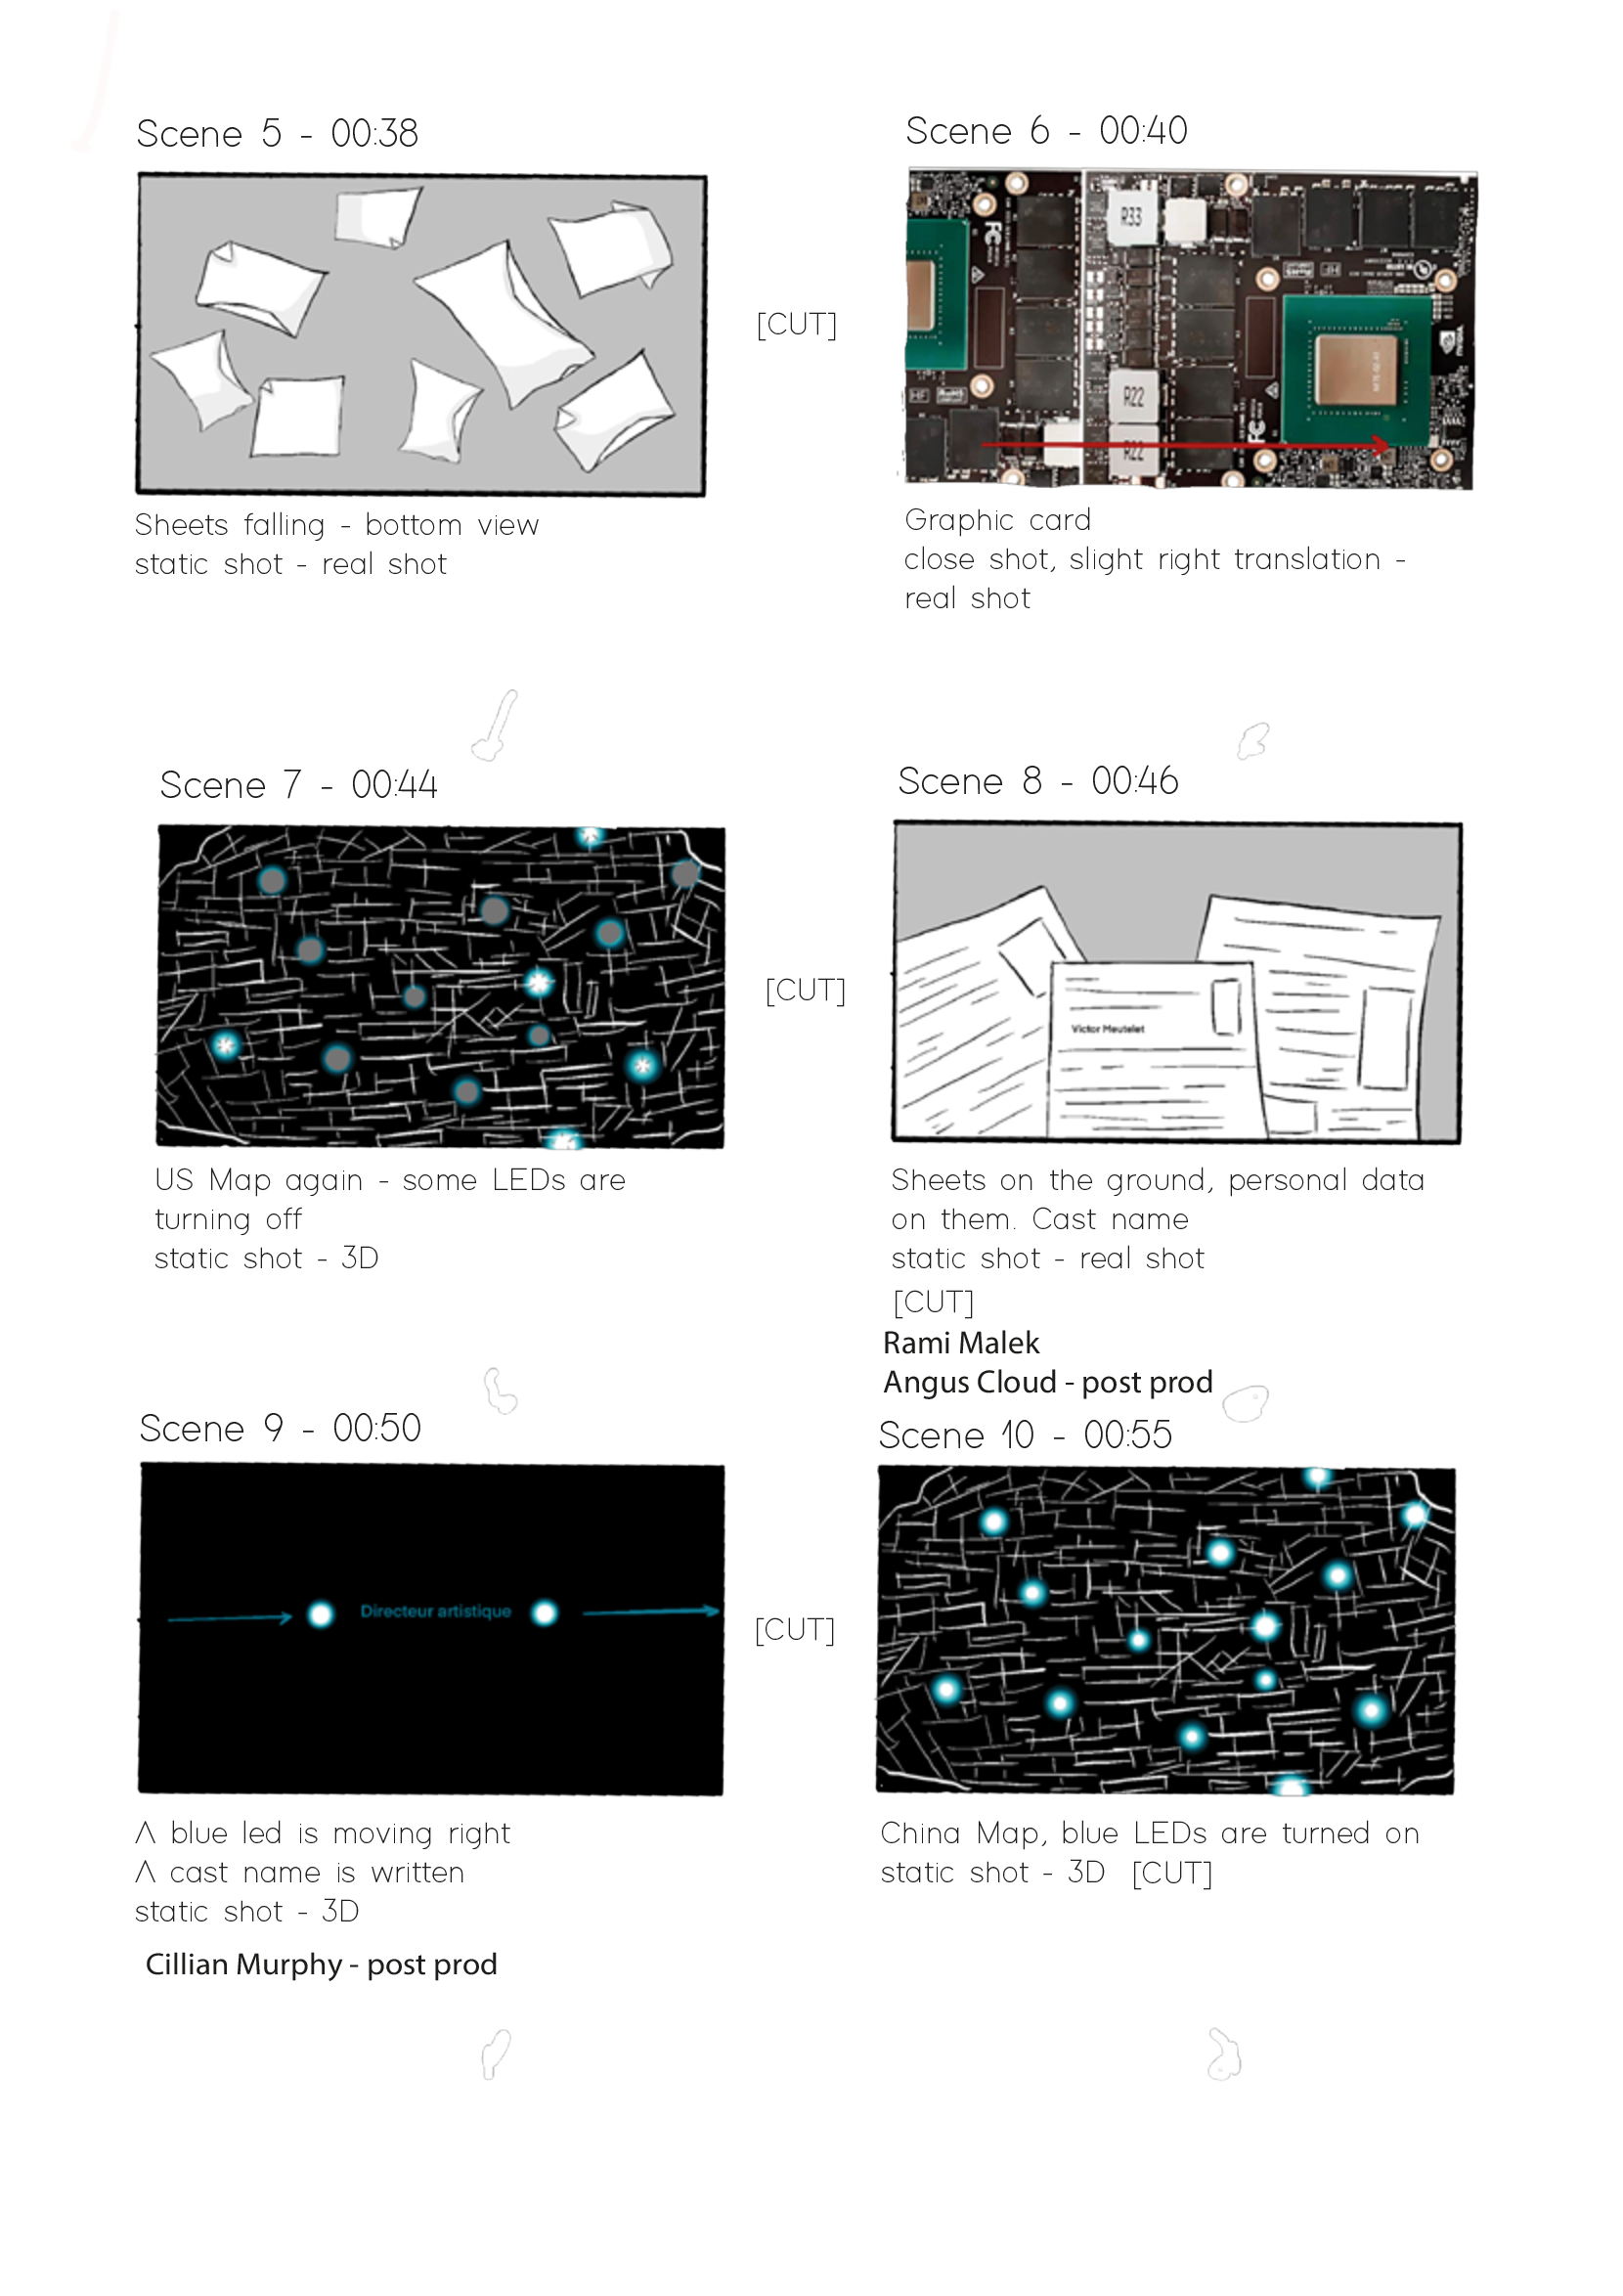 Scene 5 - 00:38
Scene 6 - 00:40
R33
R22
R22
FC
FC
HF
RoHS
HF
[CUT]
Sheets falling - bottom view
static shot - real shot
Graphic card
close shot, slight right translation -
real shot
Scene 7 - 00:44
Scene 8 - 00:46
[CUT]
Victor Meutelet
US Map again - some LEDs are
turning off
static shot - 3D
Sheets on the ground, personal data
on them. Cast name
static shot - real shot
[CUT]
Rami Malek
Angus Cloud - post prod
Scene 9 - 00:50
Scene 10 - 00:55
Directeur artistique
[CUT]
A blue led is moving right
A cast name is written
static shot - 3D
Cillian Murphy - post prod
China Map, blue LEDs are turned on
static shot - 3D [CUT]